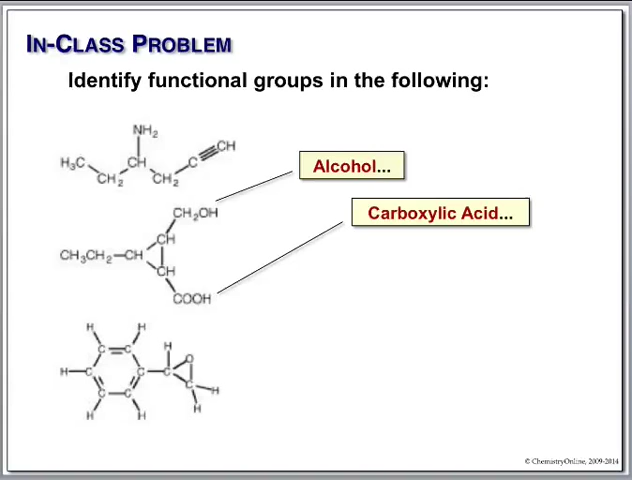 IN-CLASS PROBLEM
Identify functional groups in the following:
NH2
H3C
CH
C
CH
CH2
CH2
Alcohol...
Carboxylic Acid...
CH2OH
CH
CH3CH2
CH
CH
COOH
H
H
H
C
C
O
H
C
C
C
C
C
C
H
H
H
H
© ChemistryOnline, 2009-2014